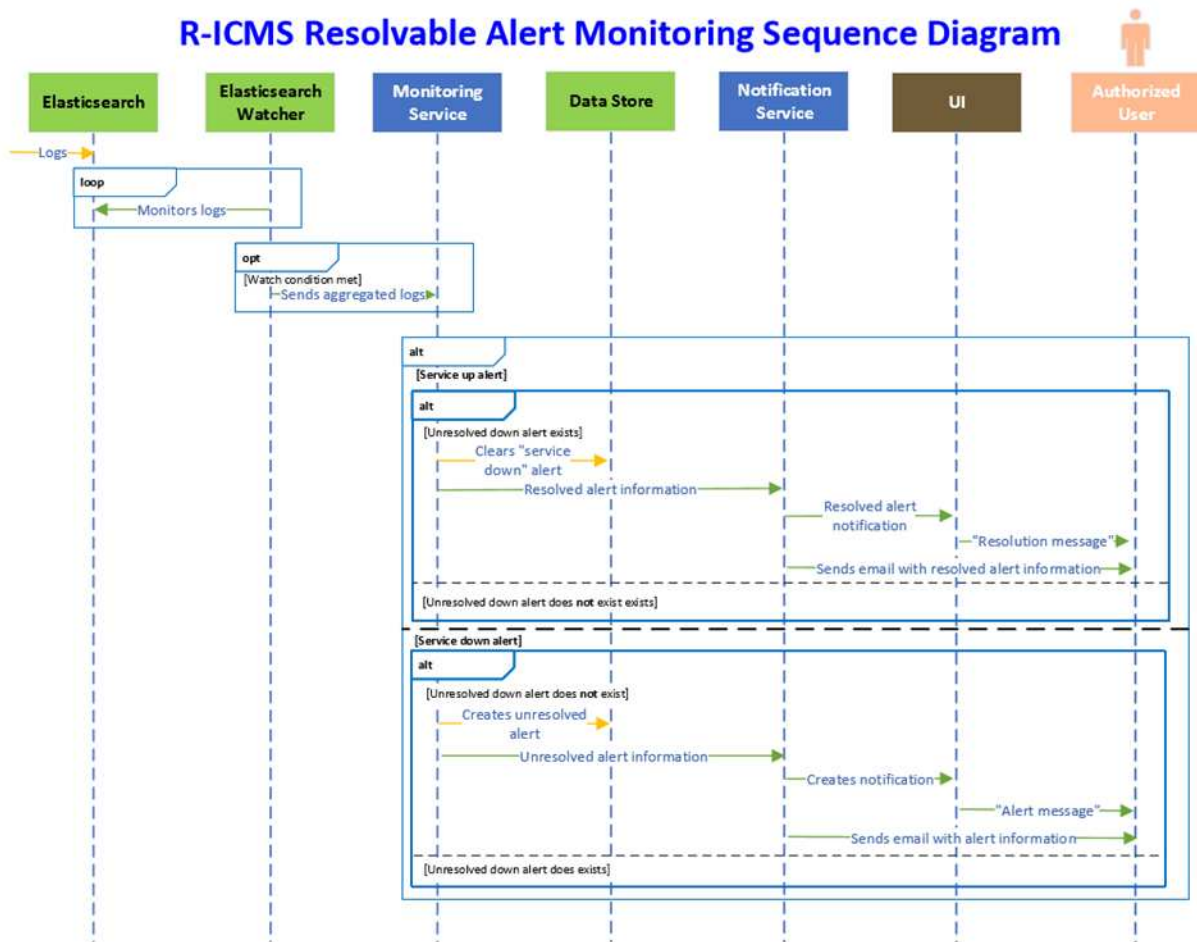 R-ICMS Resolvable Alert Monitoring Sequence Diagram
Elasticsearch
Elasticsearch
Watcher
Monitoring
Service
Data Store
Notification
Service
UI
Authorized
User
Logs
loop
Monitors logs
opt
[Watch condition met]
Sends aggregated logs
alt
[Service up alert]
alt
[Unresolved down alert exists]
Clears "service
down" alert
Resolved alert information
Resolved alert
notification
"Resolution message"
Sends email with resolved alert information
[Unresolved down alert does not exist exists]
[Service down alert]
alt
[Unresolved down alert does not exist]
Creates unresolved
alert
Unresolved alert information
Creates notification
"Alert message"
Sends email with alert information
[Unresolved down alert does exists]